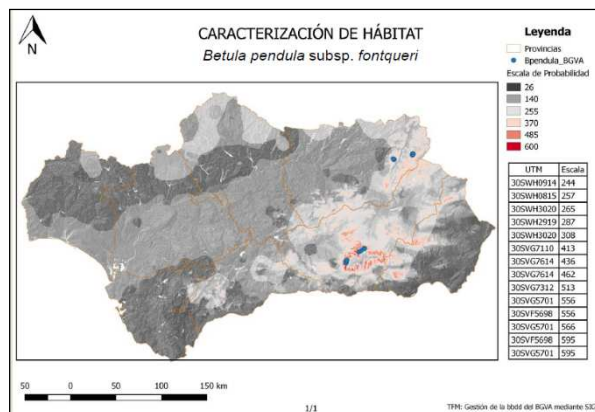 N
CARACTERIZACIÓN DE HÁBITAT
Betula pendula subsp. fontqueri
Leyenda
Provincias
Bpendula_BGVA
Escala de Probabilidad
26
140
255
370
485
600
UTM Escala
30SWH0914 244
30SWH0815 257
30SWH3020 265
30SWH2919 287
30SWH3020 308
30SVG7110 413
30SVG7614 436
30SVG7614 462
30SVG7312 513
30SVG5701 556
30SVF5698 556
30SVG5701 566
30SVF5698 595
30SVG5701 595
50 0 50 100 150 km
1/1
TFM: Gestión de la bbdd del BGVA mediante SIG